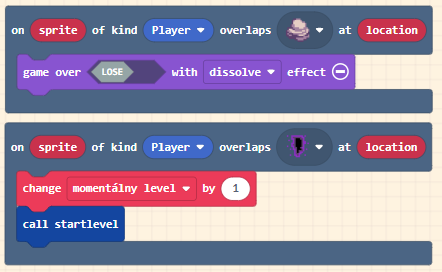 on sprite of kind Player overlaps at location
game over LOSE with dissolve effect
on sprite of kind Player overlaps at location
change momentálny level by 1
call startlevel